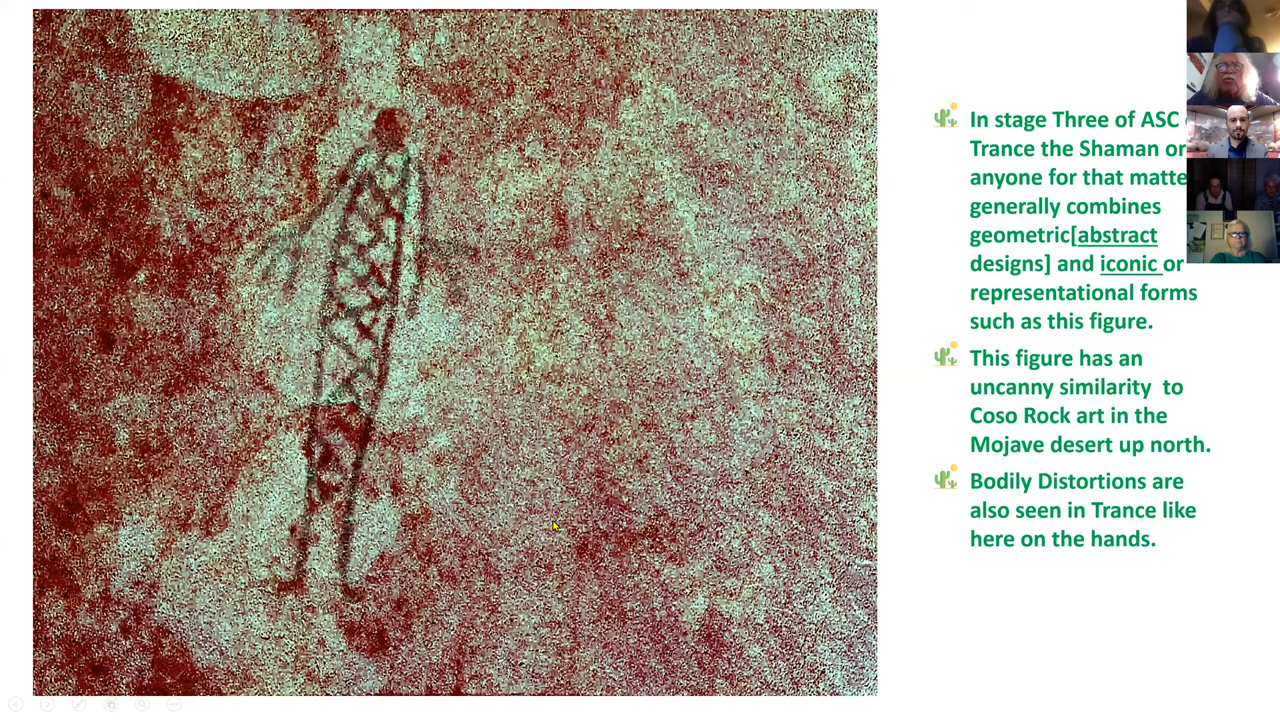 In stage Three of ASC
Trance the Shaman or
anyone for that matte
generally combines
geometric[abstract
designs] and iconic or
representational forms
such as this figure.
This figure has an
uncanny similarity to
Coso Rock art in the
Mojave desert up north.
Bodily Distortions are
also seen in Trance like
here on the hands.